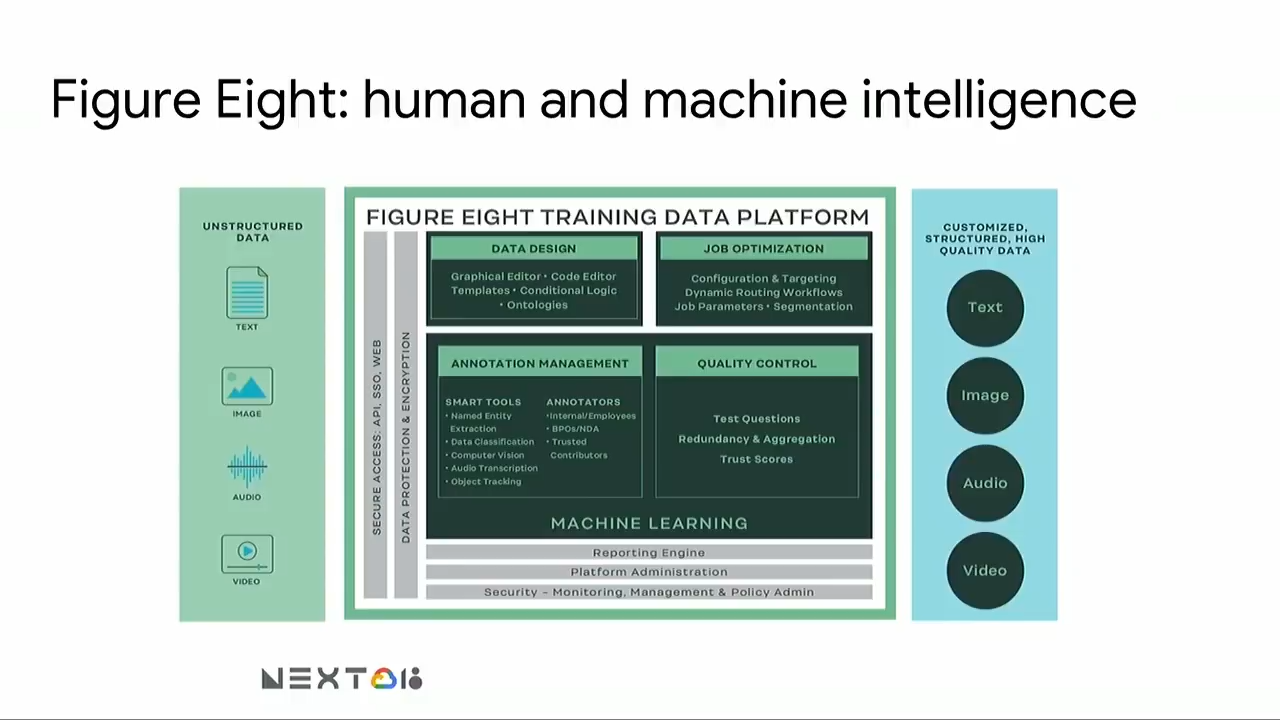 Figure Eight: human and machine intelligence
UNSTRUCTURED
DATA
TEXT
IMAGE
AUDIO
VIDEO
FIGURE EIGHT TRAINING DATA PLATFORM
SECURE ACCESS: API, SSO, WEB
DATA PROTECTION & ENCRYPTION
DATA DESIGN
Graphical Editor • Code Editor
Templates • Conditional Logic
• Ontologies
JOB OPTIMIZATION
Configuration & Targeting
Dynamic Routing Workflows
Job Parameters • Segmentation
ANNOTATION MANAGEMENT
SMART TOOLS
• Named Entity
Extraction
• Data Classification
• Computer Vision
• Audio Transcription
• Object Tracking
ANNOTATORS
•Internal/Employees
• BPOs/NDA
• Trusted
Contributors
QUALITY CONTROL
Test Questions
Redundancy & Aggregation
Trust Scores
MACHINE LEARNING
Reporting Engine
Platform Administration
Security – Monitoring, Management & Policy Admin
CUSTOMIZED,
STRUCTURED, HIGH
QUALITY DATA
Text
Image
Audio
Video
NEXT 18